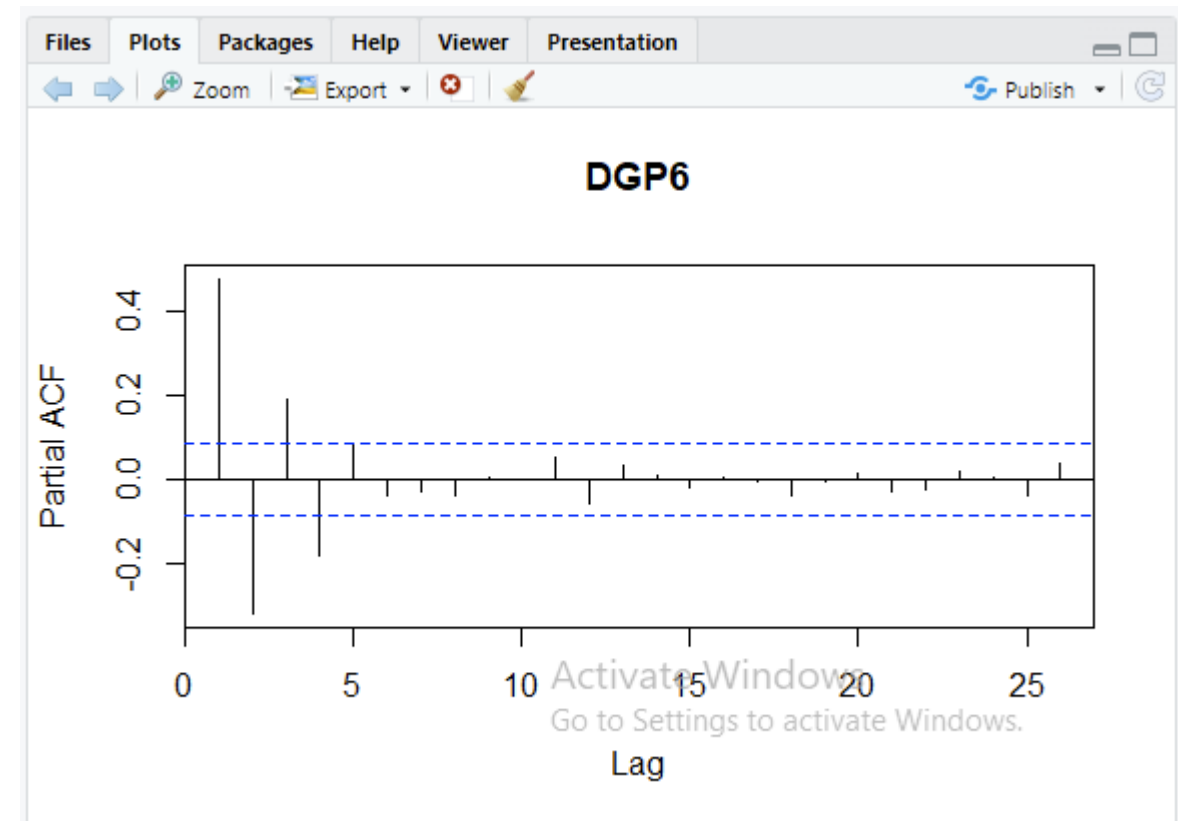 Files Plots Packages Help Viewer Presentation
Zoom Export Publish
DGP6
0.4
0.2
0.0
-0.2
Partial ACF
0 5 10 15 20 25
Activate Windows
Go to Settings to activate Windows.
Lag